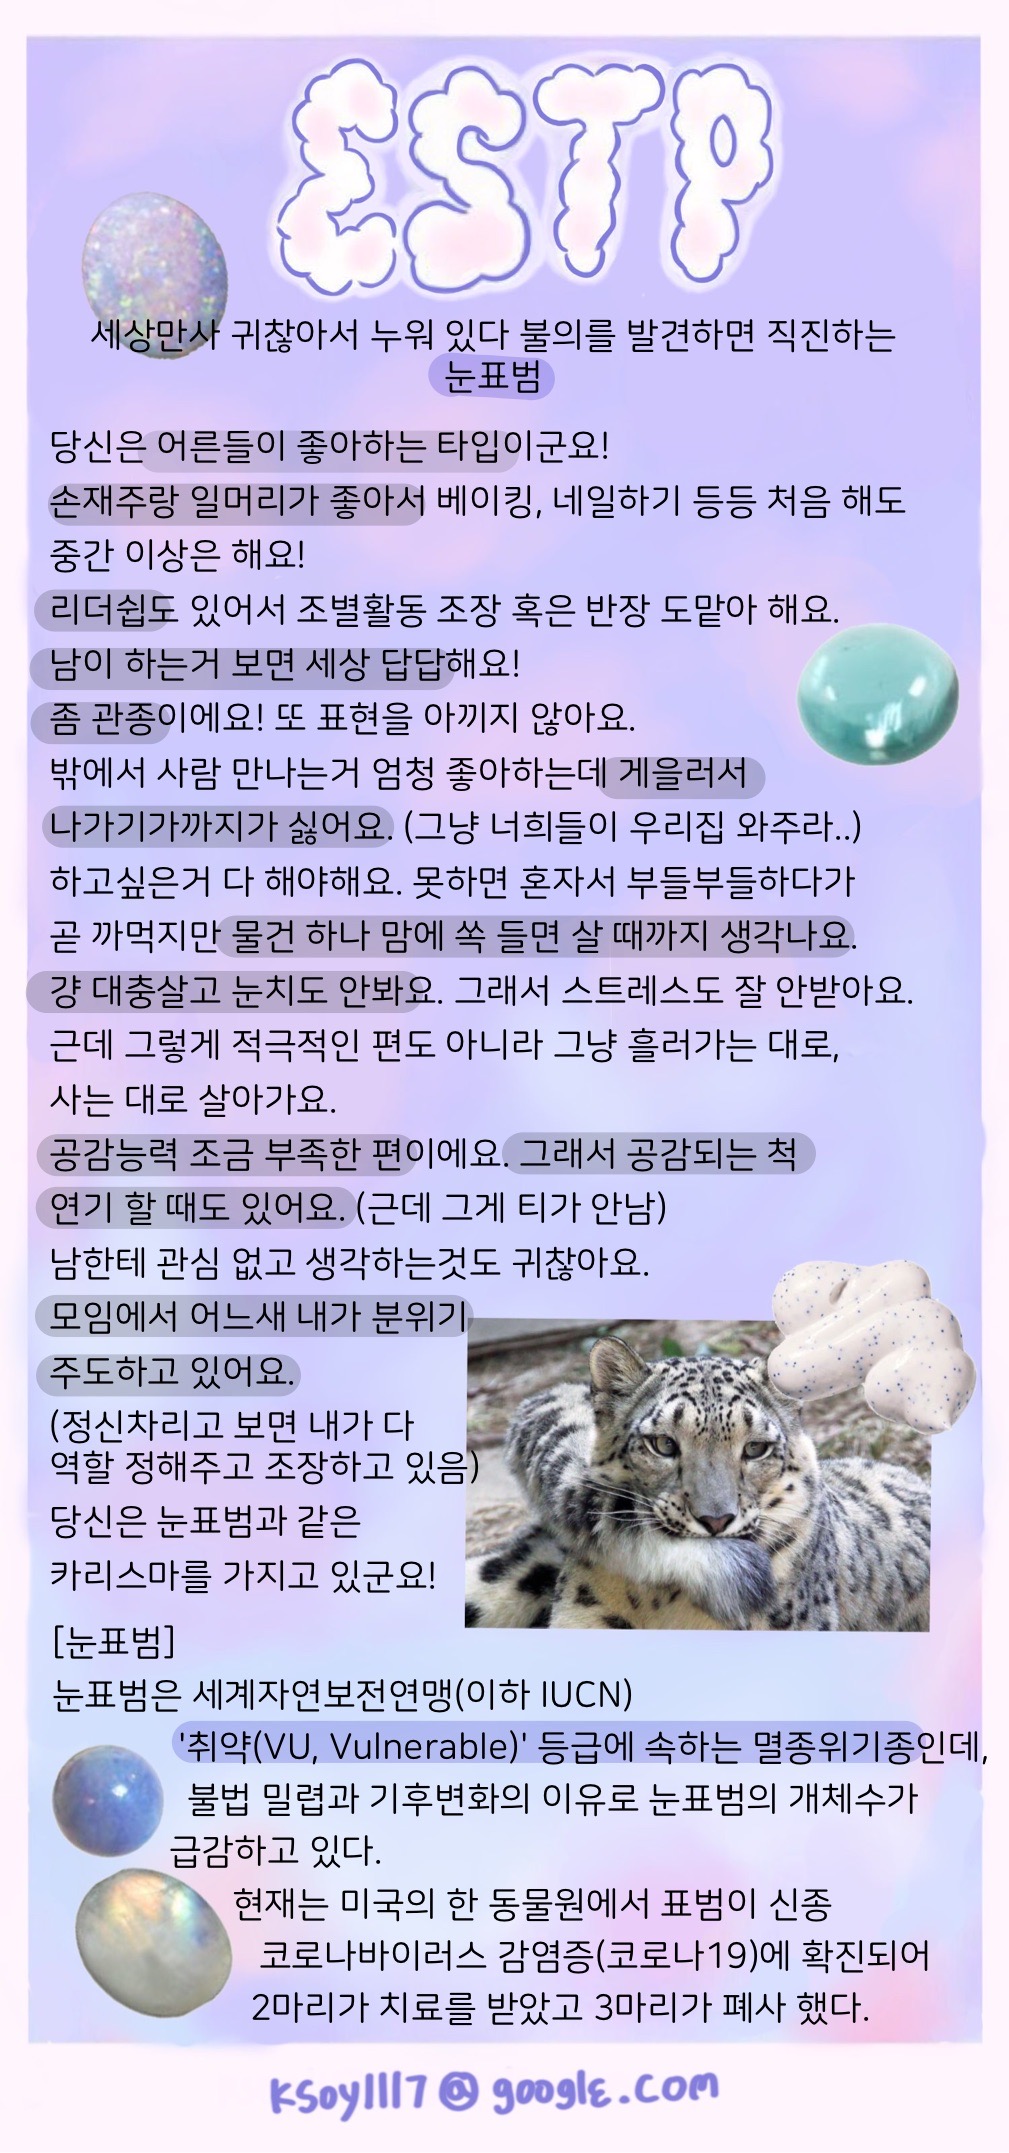 ESTP
세상만사 귀찮아서 누워 있다 불의를 발견하면 직진하는
눈표범
당신은 어른들이 좋아하는 타입이군요!
손재주랑 일머리가 좋아서 베이킹, 네일하기 등등 처음 해도
중간 이상은 해요!
리더쉽도 있어서 조별활동 조장 혹은 반장 도맡아 해요.
남이 하는거 보면 세상 답답해요!
좀 관종이에요! 또 표현을 아끼지 않아요.
밖에서 사람 만나는거 엄청 좋아하는데 게을러서
나가기가까지가 싫어요. (그냥 너희들이 우리집 와주라..)
하고싶은거 다 해야해요. 못하면 혼자서 부들부들하다가
곧 까먹지만 물건 하나 맘에 쏙 들면 살 때까지 생각나요.
걍 대충살고 눈치도 안봐요. 그래서 스트레스도 잘 안받아요.
근데 그렇게 적극적인 편도 아니라 그냥 흘러가는 대로,
사는 대로 살아가요.
공감능력 조금 부족한 편이에요. 그래서 공감되는 척
연기 할 때도 있어요. (근데 그게 티가 안남)
남한테 관심 없고 생각하는것도 귀찮아요.
모임에서 어느새 내가 분위기
주도하고 있어요.
(정신차리고 보면 내가 다
역할 정해주고 조장하고 있음)
당신은 눈표범과 같은
카리스마를 가지고 있군요!
[눈표범]
눈표범은 세계자연보전연맹(이하 IUCN)
'취약(VU, Vulnerable)' 등급에 속하는 멸종위기종인데,
불법 밀렵과 기후변화의 이유로 눈표범의 개체수가
급감하고 있다.
현재는 미국의 한 동물원에서 표범이 신종
코로나바이러스 감염증(코로나19)에 확진되어
2마리가 치료를 받았고 3마리가 폐사 했다.
ksoy1117@google.com